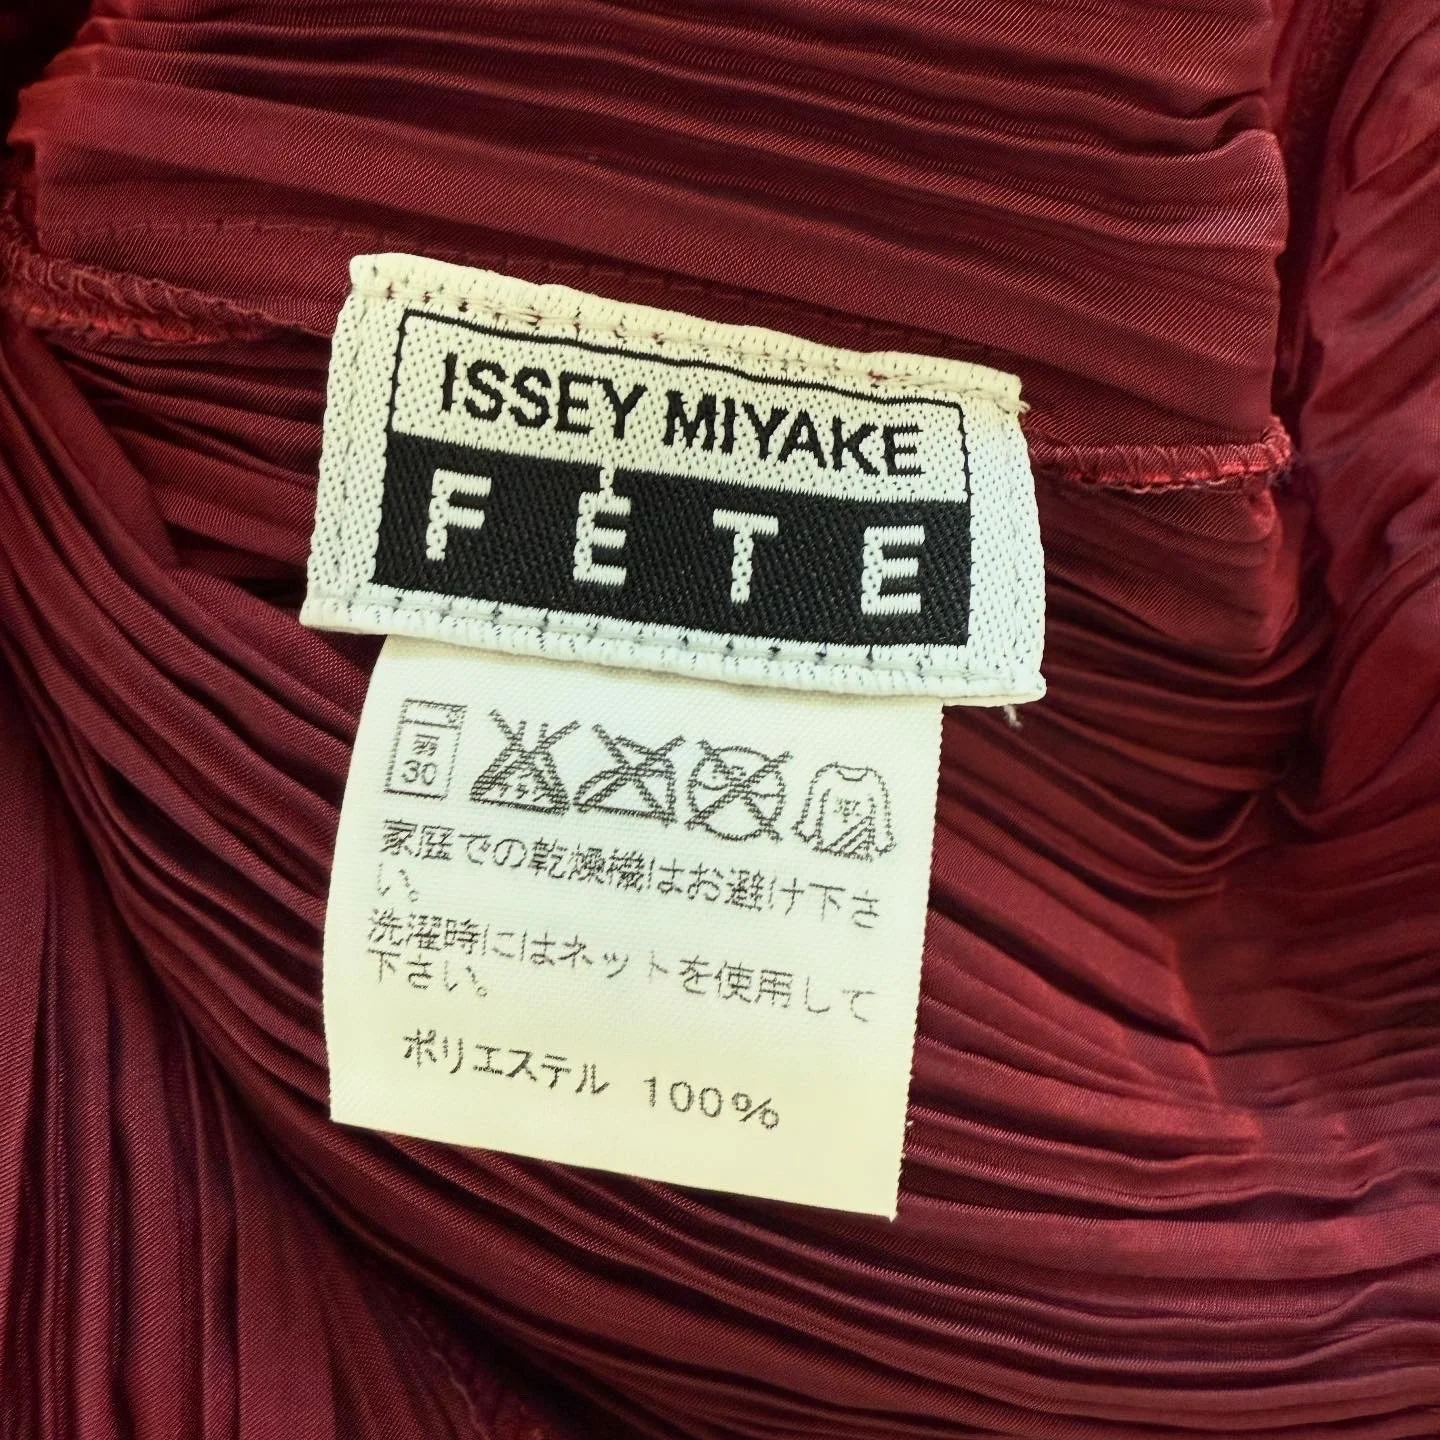 ISSEY MIYAKE
FÉTE
30
家庭での乾燥機はお避け下さ
い。
洗濯時にはネットを使用して
下さい。
ポリエステル 100%